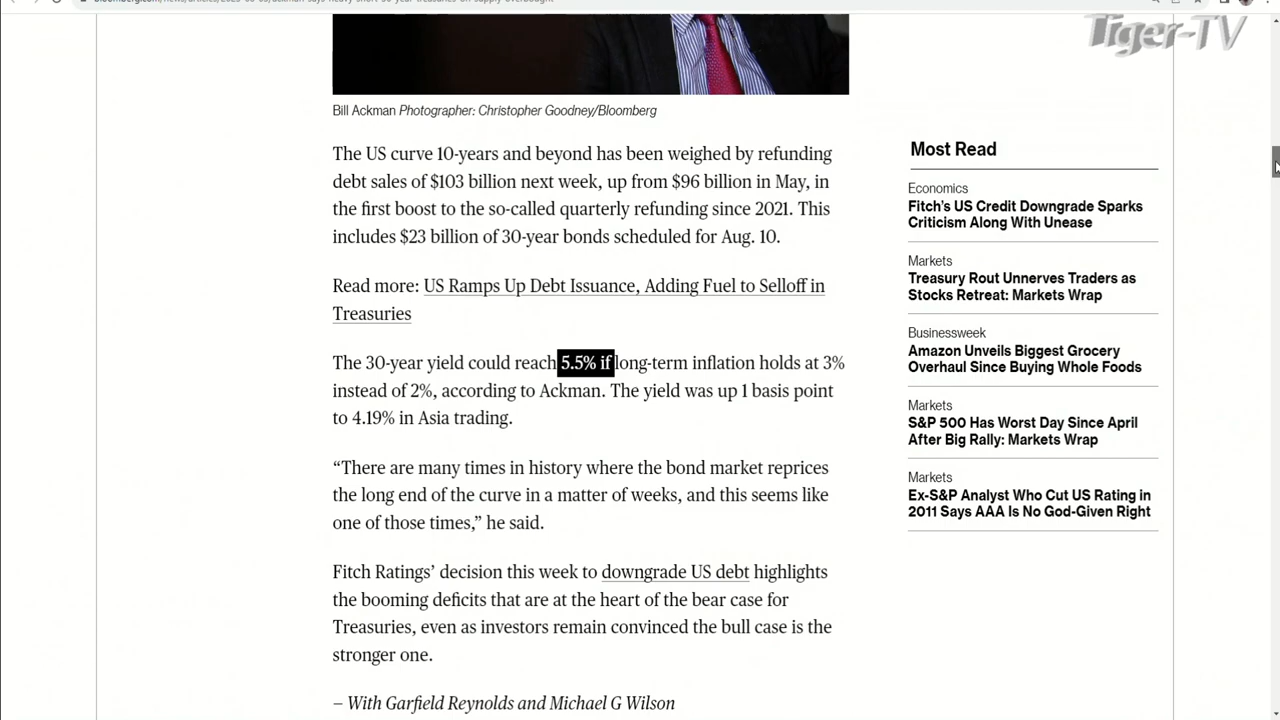 Tiger-TV
Bill Ackman Photographer: Christopher Goodney/Bloomberg
The US curve 10-years and beyond has been weighed by refunding
debt sales of $103 billion next week, up from $96 billion in May, in
the first boost to the so-called quarterly refunding since 2021. This
includes $23 billion of 30-year bonds scheduled for Aug. 10.
Read more: US Ramps Up Debt Issuance, Adding Fuel to Selloff in
Treasuries
The 30-year yield could reach 5.5% if long-term inflation holds at 3%
instead of 2%, according to Ackman. The yield was up 1 basis point
to 4.19% in Asia trading.
“There are many times in history where the bond market reprices
the long end of the curve in a matter of weeks, and this seems like
one of those times,” he said.
Fitch Ratings’ decision this week to downgrade US debt highlights
the booming deficits that are at the heart of the bear case for
Treasuries, even as investors remain convinced the bull case is the
stronger one.
– With Garfield Reynolds and Michael G Wilson
Most Read
Economics
Fitch’s US Credit Downgrade Sparks
Criticism Along With Unease
Markets
Treasury Rout Unnerves Traders as
Stocks Retreat: Markets Wrap
Businessweek
Amazon Unveils Biggest Grocery
Overhaul Since Buying Whole Foods
Markets
S&P 500 Has Worst Day Since April
After Big Rally: Markets Wrap
Markets
Ex-S&P Analyst Who Cut US Rating in
2011 Says AAA Is No God-Given Right